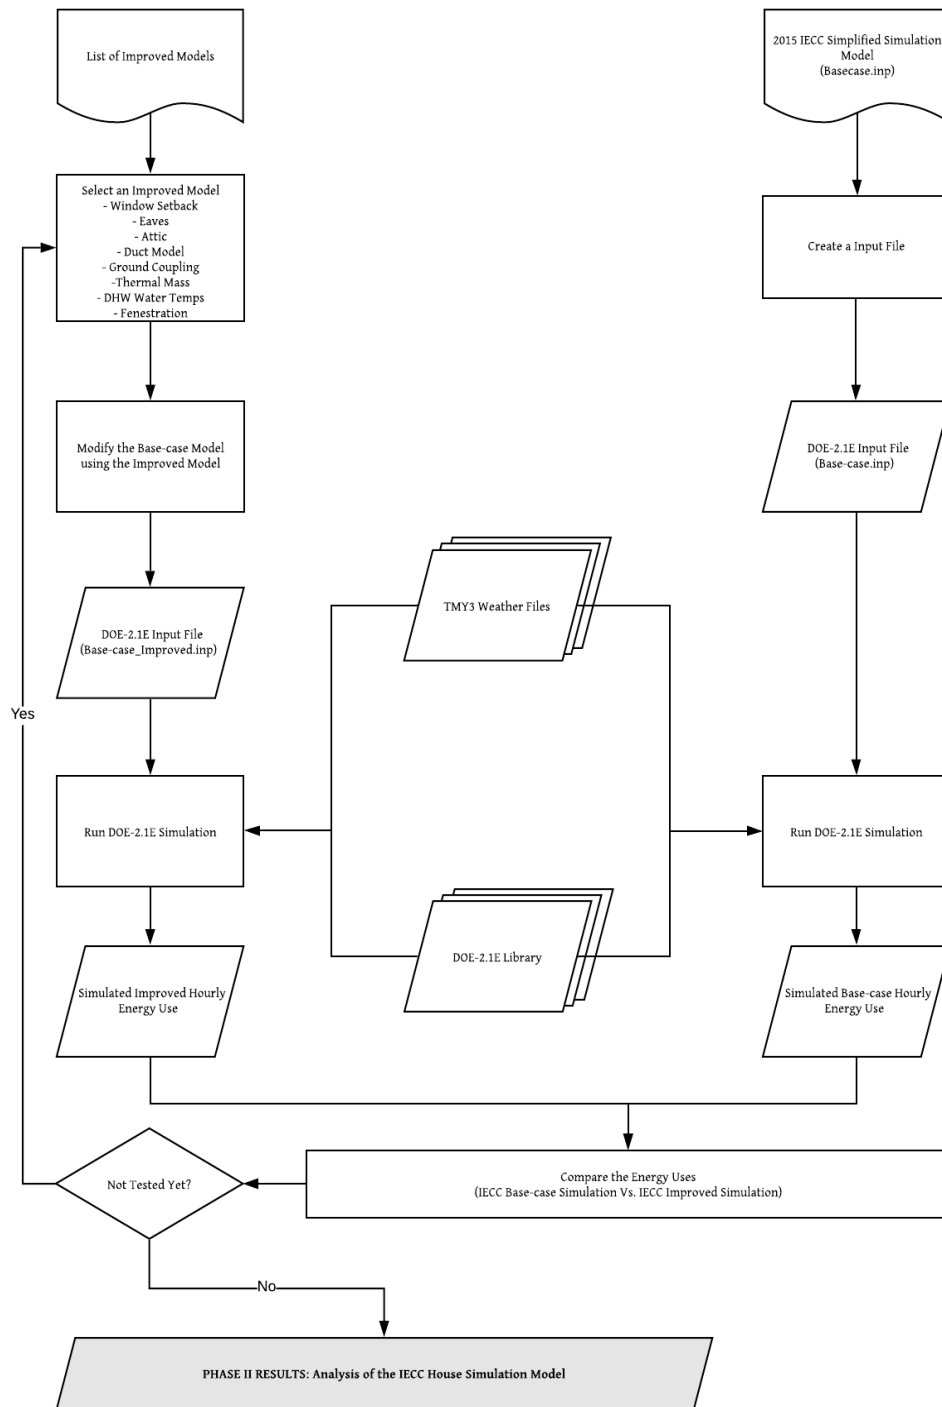 List of Improved Models
2015 IECC Simplified Simulation
Model
(Basecase.inp)
Select an Improved Model
- Window Setback
- Eaves
- Attic
- Duct Model
- Ground Coupling
-Thermal Mass
- DHW Water Temps
- Fenestration
Create a Input File
Modify the Base-case Model
using the Improved Model
DOE-2.1E Input File
(Base-case.inp)
TMY3 Weather Files
DOE-2.1E Input File
(Base-case_Improved.inp)
Yes
Run DOE-2.1E Simulation
Run DOE-2.1E Simulation
DOE-2.1E Library
Simulated Improved Hourly
Energy Use
Simulated Base-case Hourly
Energy Use
Not Tested Yet?
Compare the Energy Uses
(IECC Base-case Simulation Vs. IECC Improved Simulation)
No
PHASE II RESULTS: Analysis of the IECC House Simulation Model